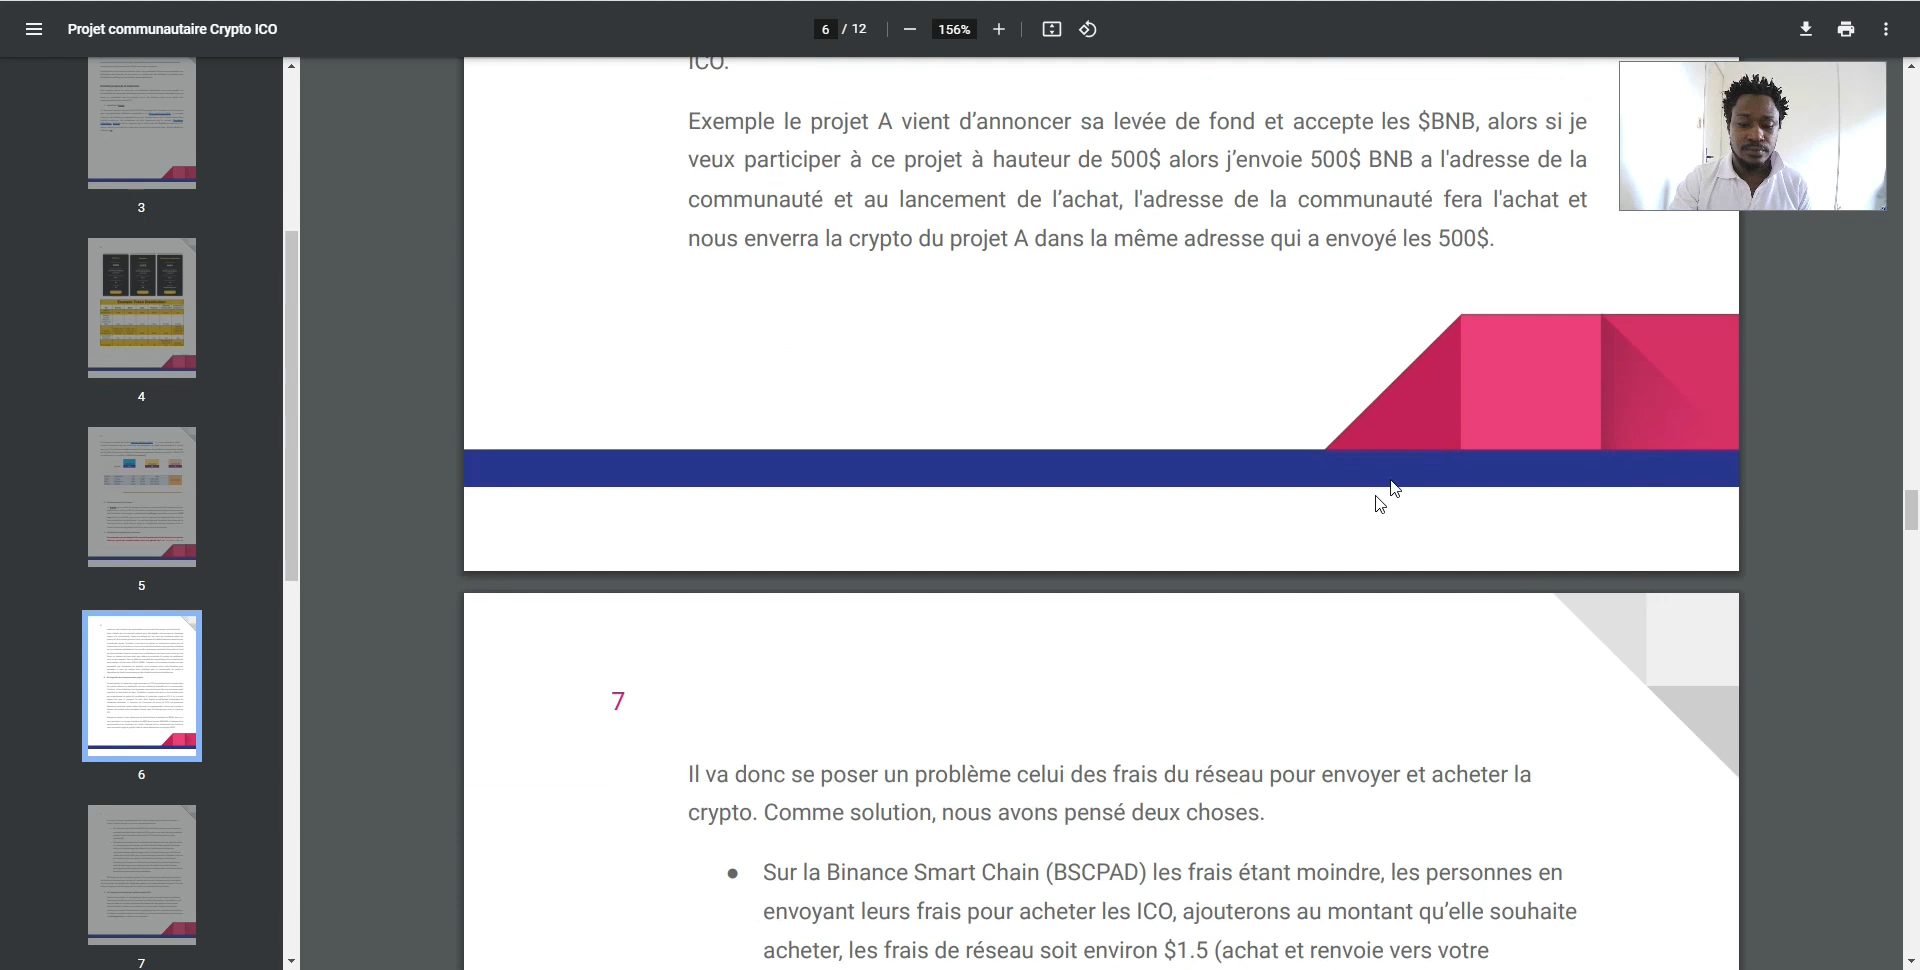 Projet communautaire Crypto ICO
6 / 12
156%
3
4
5
6
7
ICO.
Exemple le projet A vient d’annoncer sa levée de fond et accepte les $BNB, alors si je
veux participer à ce projet à hauteur de 500$ alors j’envoie 500$ BNB a l'adresse de la
communauté et au lancement de l’achat, l'adresse de la communauté fera l'achat et
nous enverra la crypto du projet A dans la même adresse qui a envoyé les 500$.
7
Il va donc se poser un problème celui des frais du réseau pour envoyer et acheter la
crypto. Comme solution, nous avons pensé deux choses.
● Sur la Binance Smart Chain (BSCPAD) les frais étant moindre, les personnes en
envoyant leurs frais pour acheter les ICO, ajouterons au montant qu’elle souhaite
acheter, les frais de réseau soit environ $1.5 (achat et renvoie vers votre